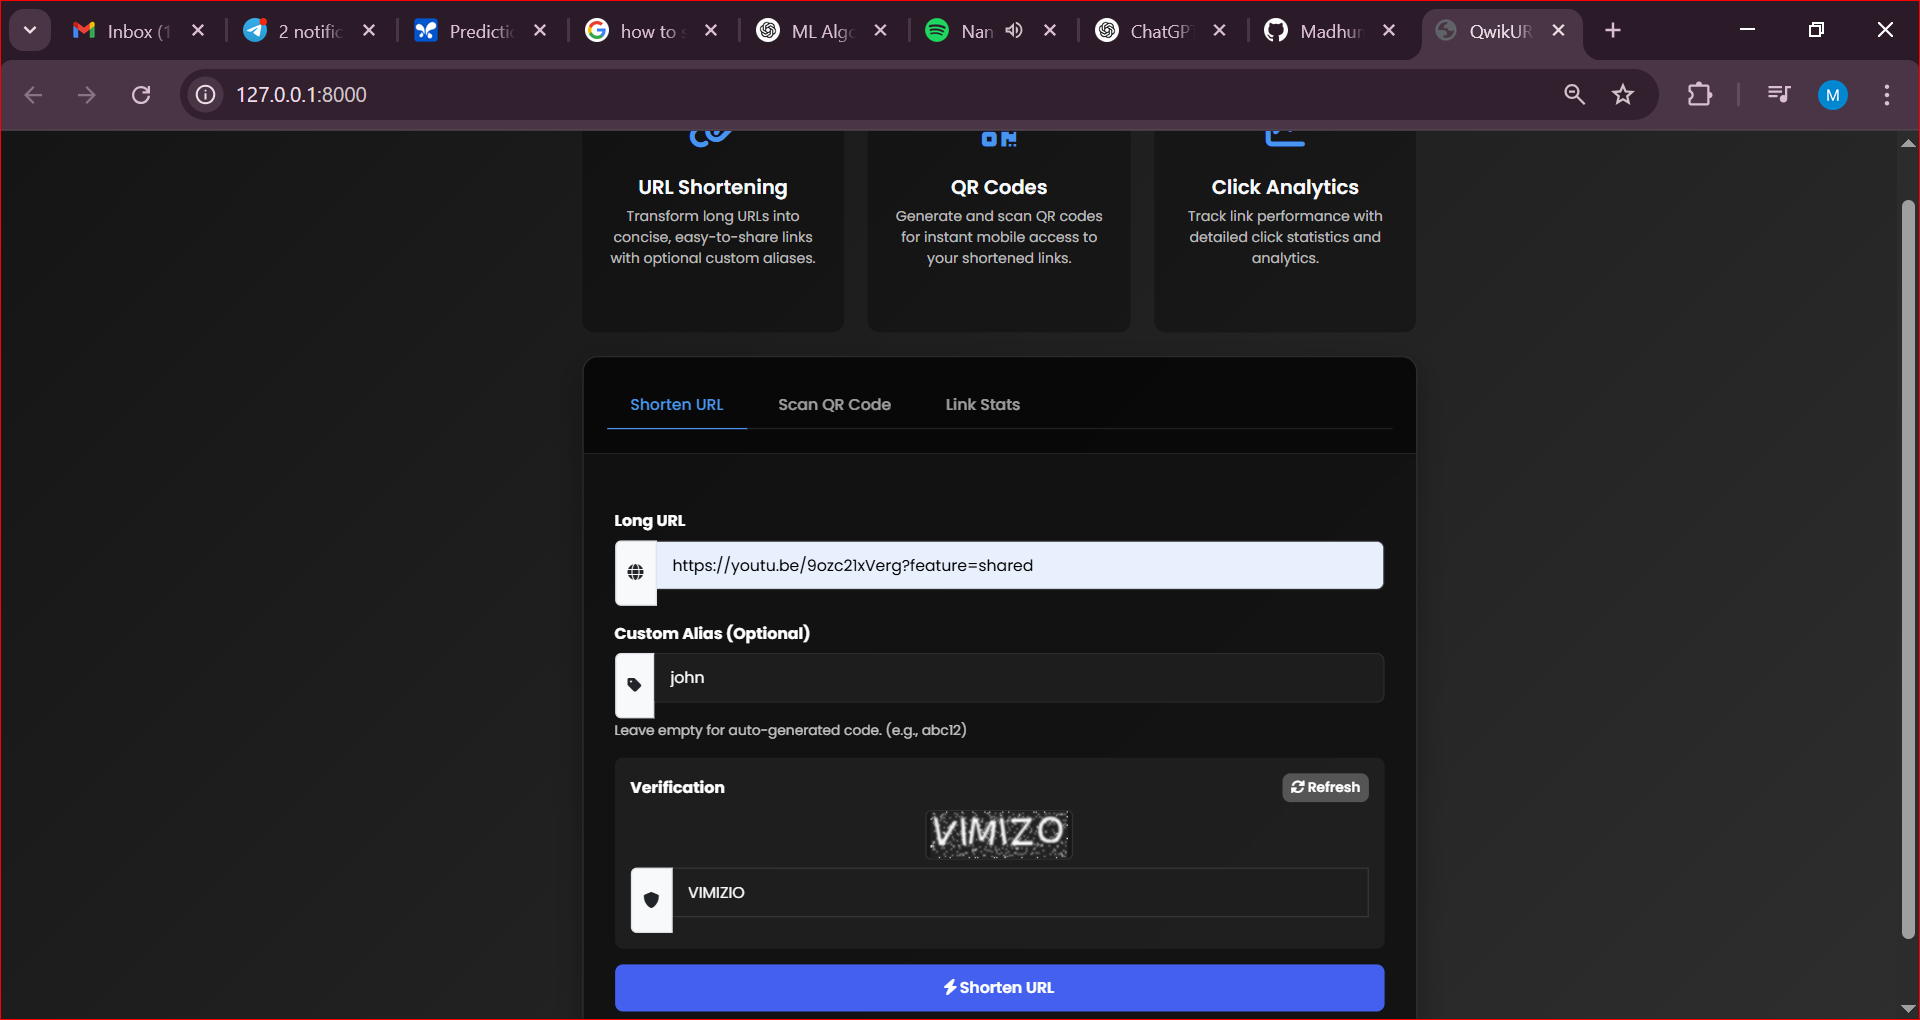 Inbox (1
2 notific
Predictic
how to s
ML Algo
Nan
ChatGPT
Madhur
QwikUR
127.0.0.1:8000
M
URL Shortening
Transform long URLs into
concise, easy-to-share links
with optional custom aliases.
QR Codes
Generate and scan QR codes
for instant mobile access to
your shortened links.
Click Analytics
Track link performance with
detailed click statistics and
analytics.
Shorten URL
Scan QR Code
Link Stats
Long URL
https://youtu.be/9ozc21xVerg?feature=shared
Custom Alias (Optional)
john
Leave empty for auto-generated code. (e.g., abc12)
Verification
Refresh
VIMIZO
VIMIZIO
Shorten URL